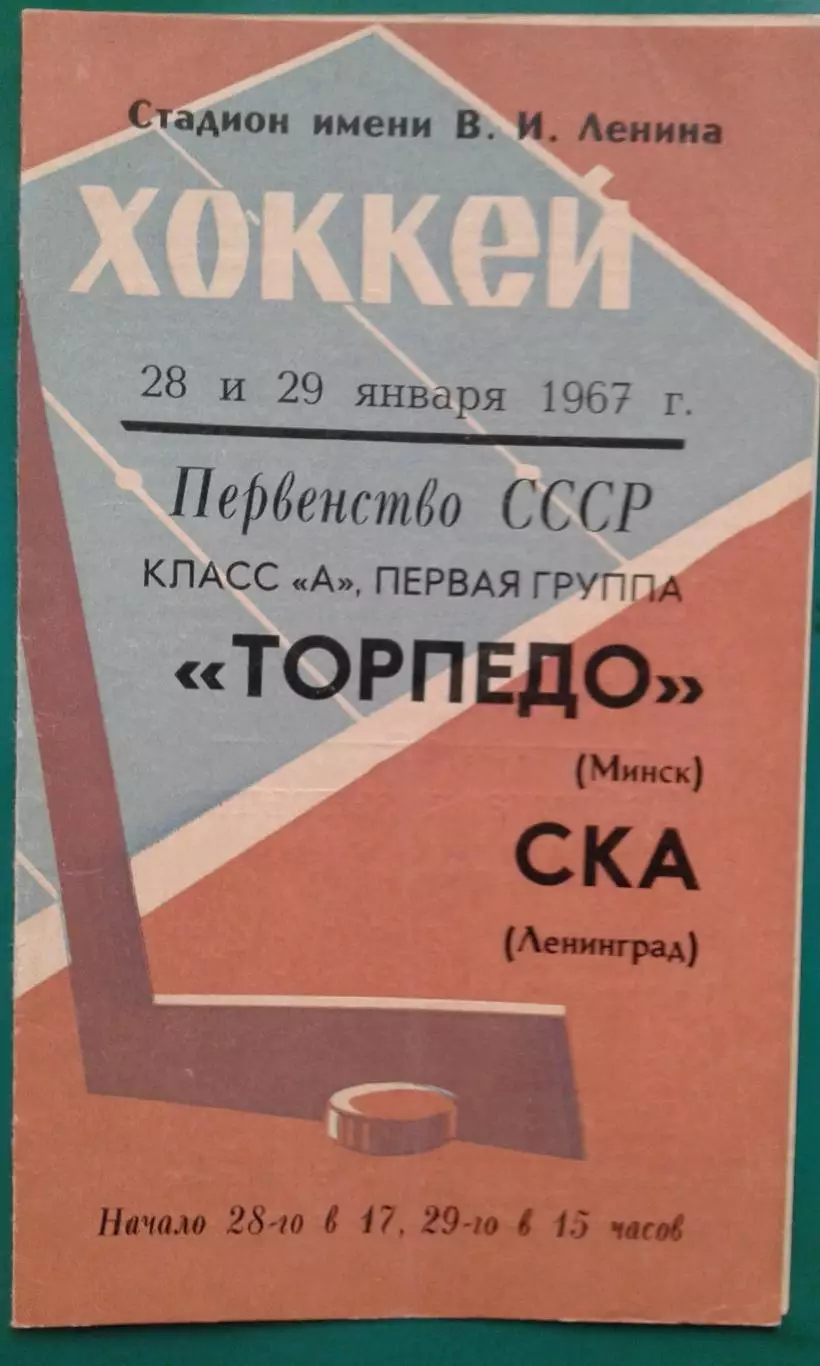 Стадион имени В. И. Ленина
ХОККЕЙ
28 и 29 января 1967 г.
Первенство СССР
КЛАСС «А», ПЕРВАЯ ГРУППА
«ТОРПЕДО»
(Минск)
СКА
(Ленинград)
Начало 28-го в 17, 29-го в 15 часов